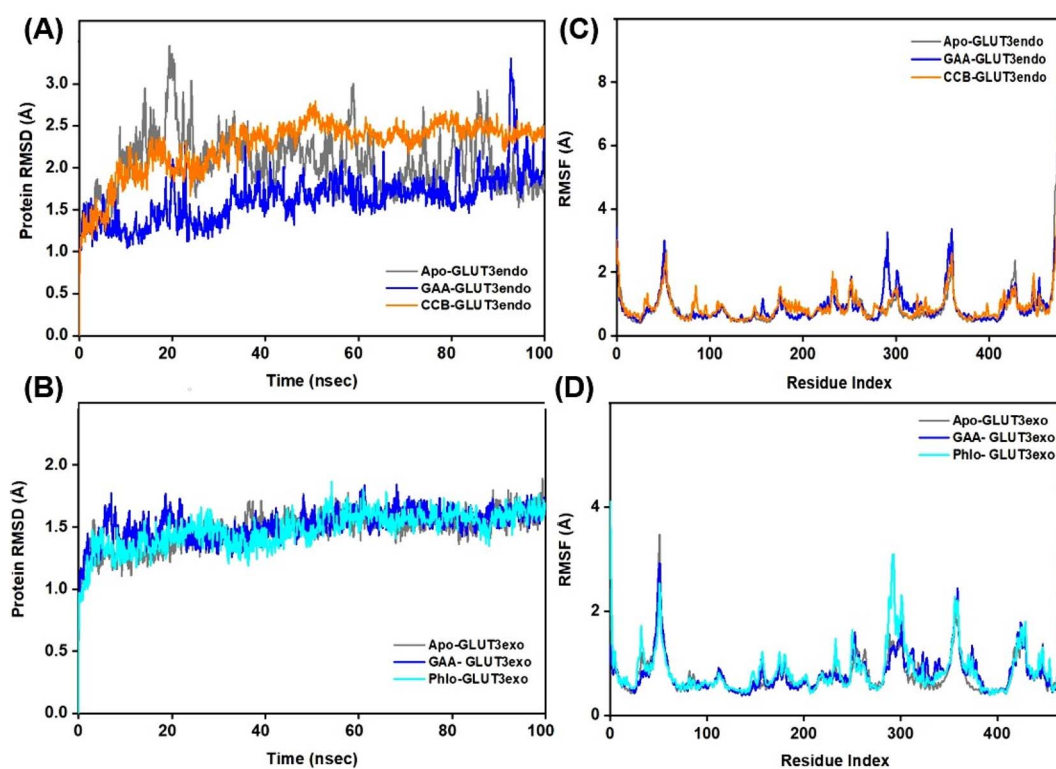 (A)
Protein RMSD (Å)
3.0
2.5
2.0
1.5
1.0
0.5
0.0
Apo-GLUT3endo
GAA-GLUT3endo
CCB-GLUT3endo
0 20 40 60 80 100
Time (nsec)
(C)
RMSF (Å)
8
6
4
2
0
Apo-GLUT3endo
GAA-GLUT3endo
CCB-GLUT3endo
0 100 200 300 400
Residue Index
(B)
Protein RMSD (Å)
2.0
1.5
1.0
0.5
0.0
Apo-GLUT3exo
GAA- GLUT3exo
Phlo-GLUT3exo
0 20 40 60 80 100
Time (nsec)
(D)
RMSF (Å)
4
2
0
Apo-GLUT3exo
GAA- GLUT3exo
Phlo- GLUT3exo
0 100 200 300 400
Residue Index